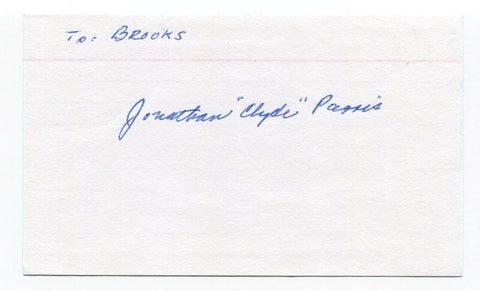 To: BROOKS
Jonathan "Clyde" Parris